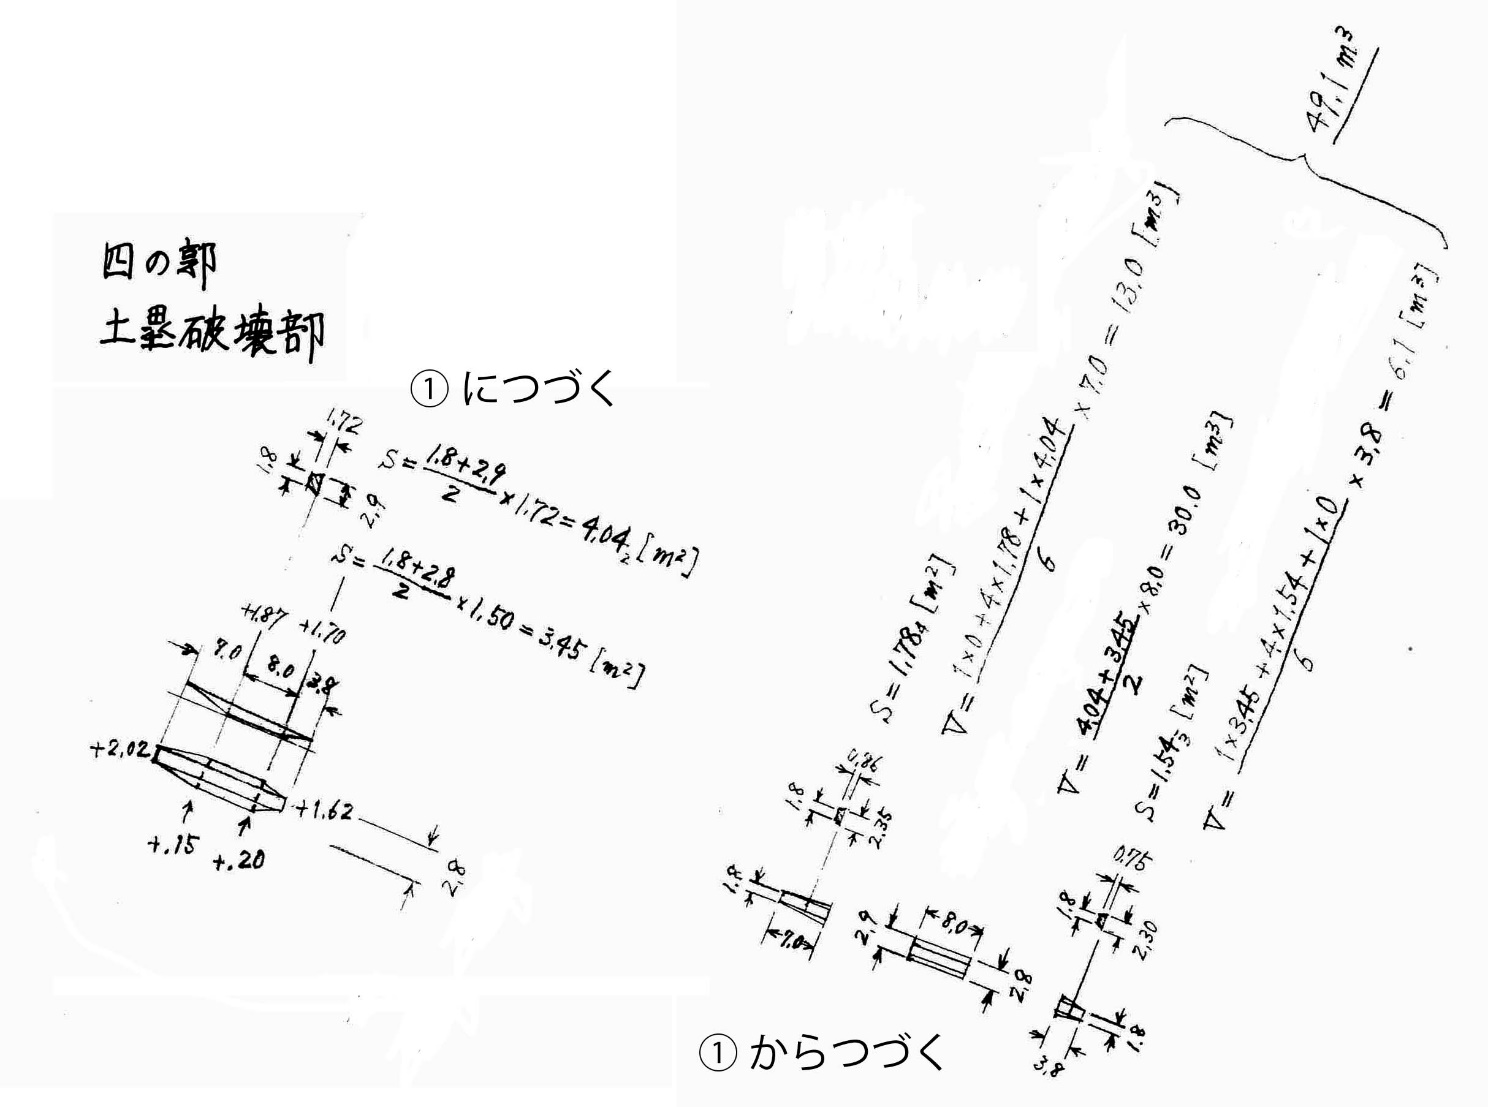 四の郭
土塁破壊部
①につづく
1.72
1.8
2.9
S = (1.8+2.9)/2 × 1.72 = 4.04₂ [m²]
S = (1.8+2.8)/2 × 1.50 = 3.45 [m²]
+1.87 +1.70
7.0 8.0 3.8
+2.02
+1.62
+.15 +.20
2.8
49.1 m³
S = 1.78₄ [m²]
V = (1×0 + 4×1.78 + 1×4.04)/6 × 7.0 = 13.0 [m³]
V = (4.04 + 3.45)/2 × 8.0 = 30.0 [m³]
S = 1.54₃ [m²]
V = (1×3.45 + 4×1.54 + 1×0)/6 × 3.8 = 6.1 [m³]
0.86
1.8
2.35
1.8
7.0
2.9
8.0
2.8
0.75
1.8
2.30
1.8
3.8
①からつづく